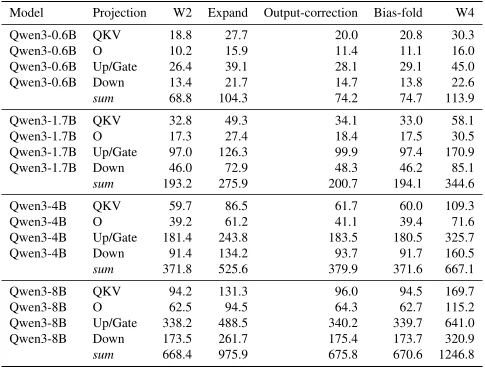 Model Projection W2 Expand Output-correction Bias-fold W4
Qwen3-0.6B QKV 18.8 27.7 20.0 20.8 30.3
Qwen3-0.6B O 10.2 15.9 11.4 11.1 16.0
Qwen3-0.6B Up/Gate 26.4 39.1 28.1 29.1 45.0
Qwen3-0.6B Down 13.4 21.7 14.7 13.8 22.6
sum 68.8 104.3 74.2 74.7 113.9
Qwen3-1.7B QKV 32.8 49.3 34.1 33.0 58.1
Qwen3-1.7B O 17.3 27.4 18.4 17.5 30.5
Qwen3-1.7B Up/Gate 97.0 126.3 99.9 97.4 170.9
Qwen3-1.7B Down 46.0 72.9 48.3 46.2 85.1
sum 193.2 275.9 200.7 194.1 344.6
Qwen3-4B QKV 59.7 86.5 61.7 60.0 109.3
Qwen3-4B O 39.2 61.2 41.1 39.4 71.6
Qwen3-4B Up/Gate 181.4 243.8 183.5 180.5 325.7
Qwen3-4B Down 91.4 134.2 93.7 91.7 160.5
sum 371.8 525.6 379.9 371.6 667.1
Qwen3-8B QKV 94.2 131.3 96.0 94.5 169.7
Qwen3-8B O 62.5 94.5 64.3 62.7 115.2
Qwen3-8B Up/Gate 338.2 488.5 340.2 339.7 641.0
Qwen3-8B Down 173.5 261.7 175.4 173.7 320.9
sum 668.4 975.9 675.8 670.6 1246.8